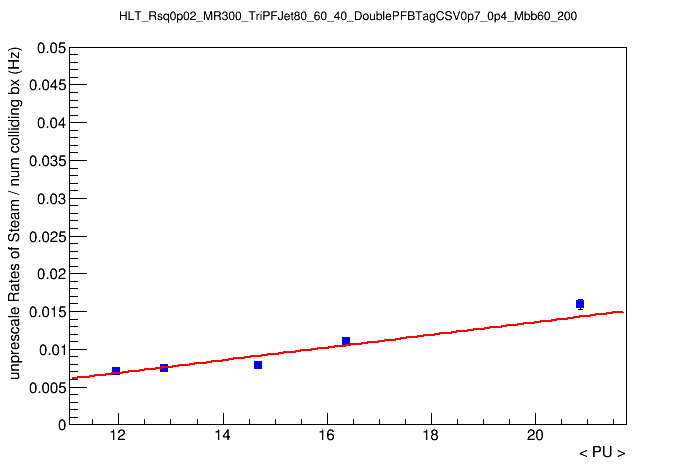 HLT_Rsq0p02_MR300_TriPFJet80_60_40_DoublePFBTagCSV0p7_0p4_Mbb60_200
unprescale Rates of Steam / num colliding bx (Hz)
0.05
0.045
0.04
0.035
0.03
0.025
0.02
0.015
0.01
0.005
0
12 14 16 18 20
< PU >